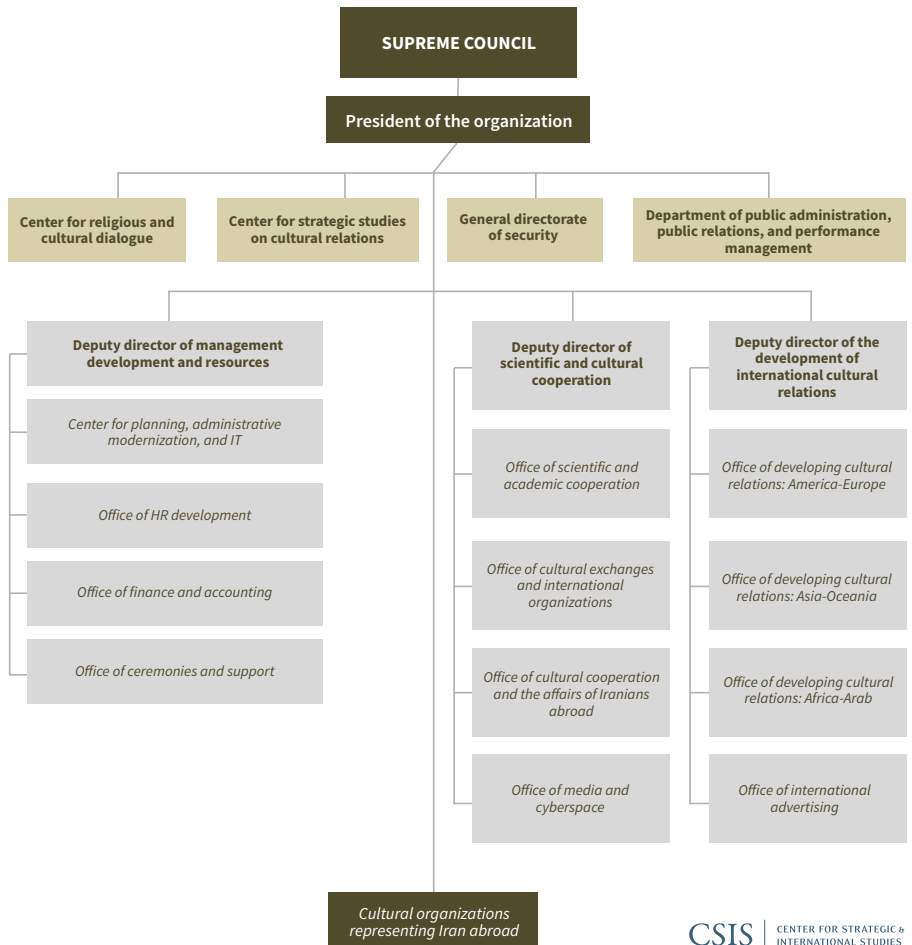 SUPREME COUNCIL
President of the organization
Center for religious and
cultural dialogue
Center for strategic studies
on cultural relations
General directorate
of security
Department of public administration,
public relations, and performance
management
Deputy director of management
development and resources
Center for planning, administrative
modernization, and IT
Office of HR development
Office of finance and accounting
Office of ceremonies and support
Deputy director of
scientific and cultural
cooperation
Office of scientific and
academic cooperation
Office of cultural exchanges
and international
organizations
Office of cultural cooperation
and the affairs of Iranians
abroad
Office of media and
cyberspace
Deputy director of the
development of
international cultural
relations
Office of developing cultural
relations: America-Europe
Office of developing cultural
relations: Asia-Oceania
Office of developing cultural
relations: Africa-Arab
Office of international
advertising
Cultural organizations
representing Iran abroad
CSIS
CENTER FOR STRATEGIC &
INTERNATIONAL STUDIES